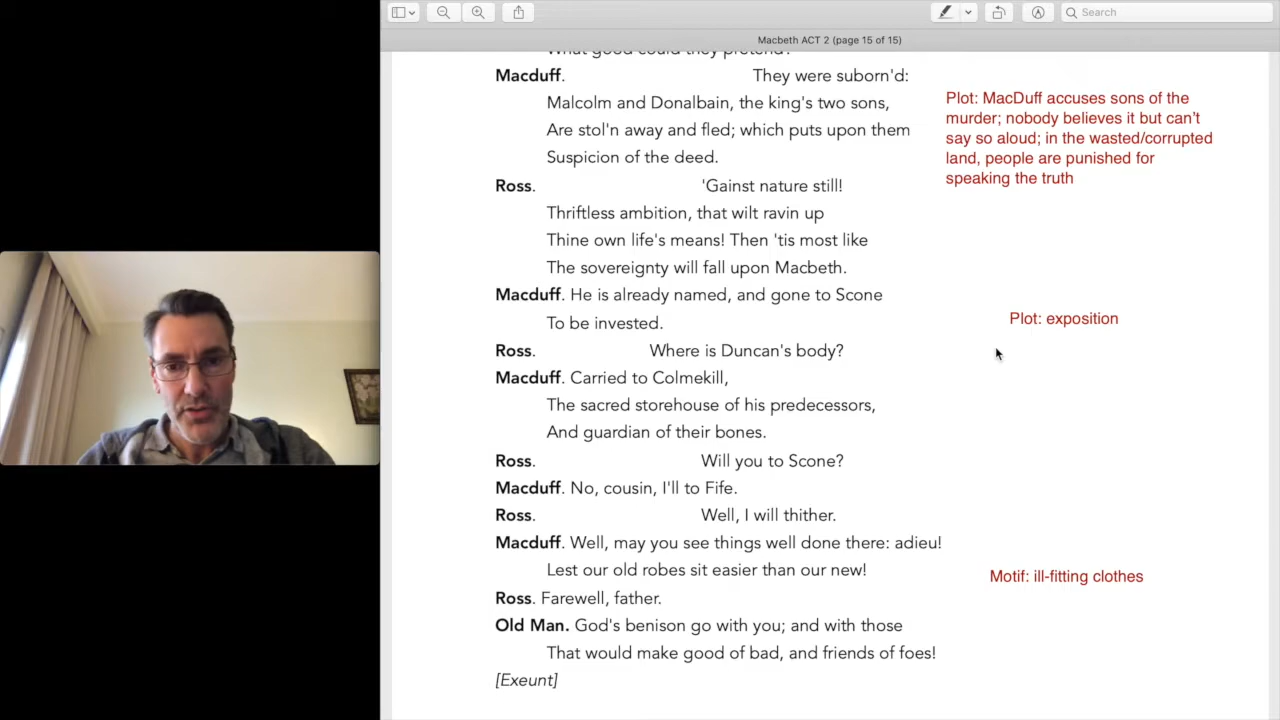 Search
Macbeth ACT 2 (page 15 of 15)
What good could they pretend?
Macduff. They were suborn'd:
Malcolm and Donalbain, the king's two sons,
Are stol'n away and fled; which puts upon them
Suspicion of the deed.
Ross. 'Gainst nature still!
Thriftless ambition, that wilt ravin up
Thine own life's means! Then 'tis most like
The sovereignty will fall upon Macbeth.
Macduff. He is already named, and gone to Scone
To be invested.
Ross. Where is Duncan's body?
Macduff. Carried to Colmekill,
The sacred storehouse of his predecessors,
And guardian of their bones.
Ross. Will you to Scone?
Macduff. No, cousin, I'll to Fife.
Ross. Well, I will thither.
Macduff. Well, may you see things well done there: adieu!
Lest our old robes sit easier than our new!
Ross. Farewell, father.
Old Man. God's benison go with you; and with those
That would make good of bad, and friends of foes!
[Exeunt]
Plot: MacDuff accuses sons of the
murder; nobody believes it but can't
say so aloud; in the wasted/corrupted
land, people are punished for
speaking the truth
Plot: exposition
Motif: ill-fitting clothes